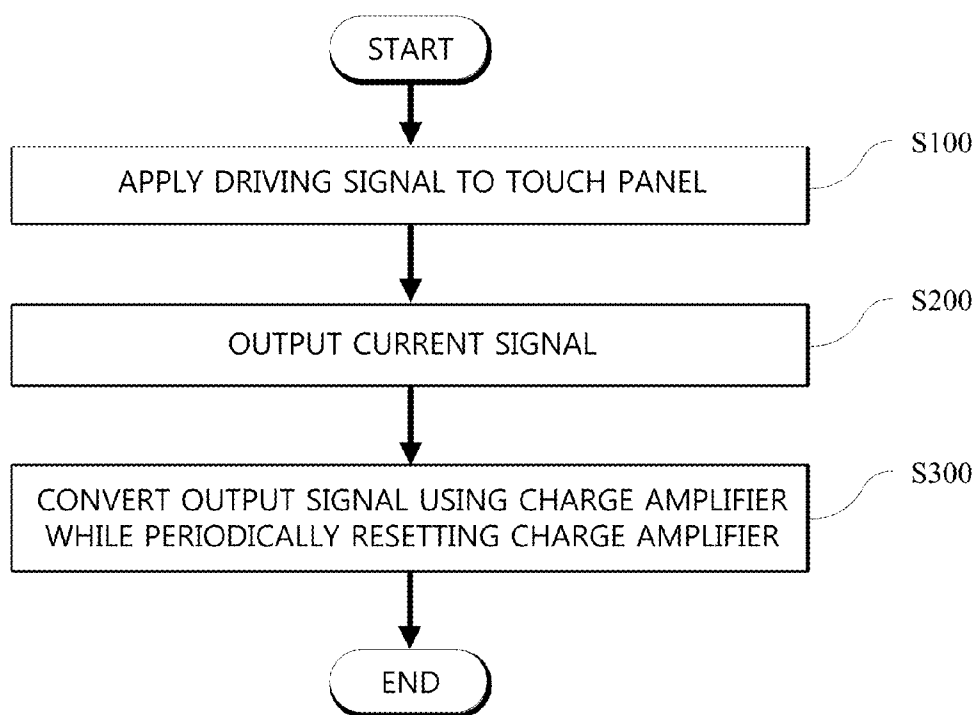 START
S100
APPLY DRIVING SIGNAL TO TOUCH PANEL
S200
OUTPUT CURRENT SIGNAL
S300
CONVERT OUTPUT SIGNAL USING CHARGE AMPLIFIER
WHILE PERIODICALLY RESETTING CHARGE AMPLIFIER
END